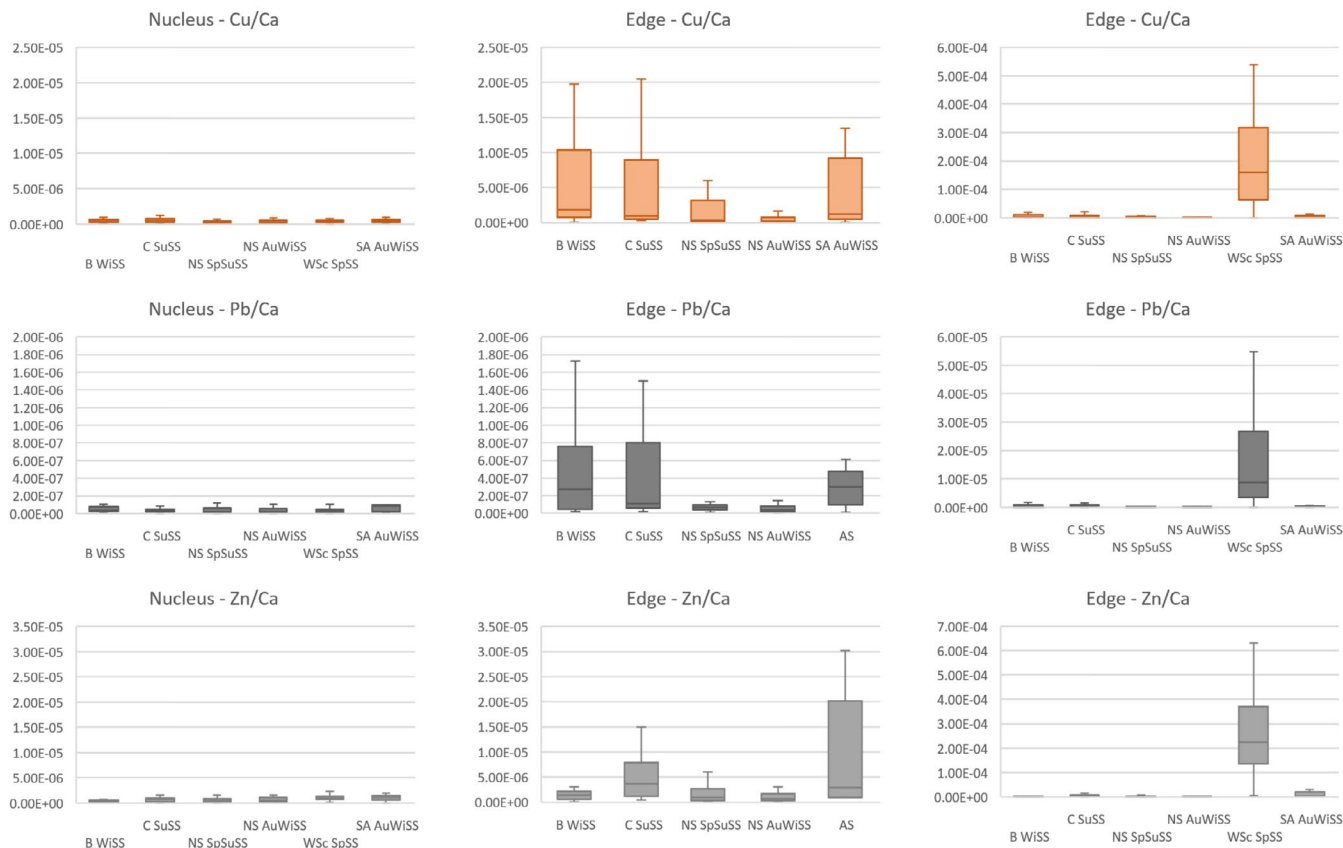 Nucleus - Cu/Ca
2.50E-05
2.00E-05
1.50E-05
1.00E-05
5.00E-06
0.00E+00
C SuSS NS AuWiSS SA AuWiSS
B WiSS NS SpSuSS WSc SpSS
Edge - Cu/Ca
2.50E-05
2.00E-05
1.50E-05
1.00E-05
5.00E-06
0.00E+00
B WiSS C SuSS NS SpSuSS NS AuWiSS SA AuWiSS
Edge - Cu/Ca
6.00E-04
5.00E-04
4.00E-04
3.00E-04
2.00E-04
1.00E-04
0.00E+00
C SuSS NS AuWiSS SA AuWiSS
B WiSS NS SpSuSS WSc SpSS
Nucleus - Pb/Ca
2.00E-06
1.80E-06
1.60E-06
1.40E-06
1.20E-06
1.00E-06
8.00E-07
6.00E-07
4.00E-07
2.00E-07
0.00E+00
C SuSS NS AuWiSS SA AuWiSS
B WiSS NS SpSuSS WSc SpSS
Edge - Pb/Ca
2.00E-06
1.80E-06
1.60E-06
1.40E-06
1.20E-06
1.00E-06
8.00E-07
6.00E-07
4.00E-07
2.00E-07
0.00E+00
B WiSS C SuSS NS SpSuSS NS AuWiSS AS
Edge - Pb/Ca
6.00E-05
5.00E-05
4.00E-05
3.00E-05
2.00E-05
1.00E-05
0.00E+00
C SuSS NS AuWiSS SA AuWiSS
B WiSS NS SpSuSS WSc SpSS
Nucleus - Zn/Ca
3.50E-05
3.00E-05
2.50E-05
2.00E-05
1.50E-05
1.00E-05
5.00E-06
0.00E+00
C SuSS NS AuWiSS SA AuWiSS
B WiSS NS SpSuSS WSc SpSS
Edge - Zn/Ca
3.50E-05
3.00E-05
2.50E-05
2.00E-05
1.50E-05
1.00E-05
5.00E-06
0.00E+00
B WiSS C SuSS NS SpSuSS NS AuWiSS AS
Edge - Zn/Ca
7.00E-04
6.00E-04
5.00E-04
4.00E-04
3.00E-04
2.00E-04
1.00E-04
0.00E+00
C SuSS NS AuWiSS SA AuWiSS
B WiSS NS SpSuSS WSc SpSS